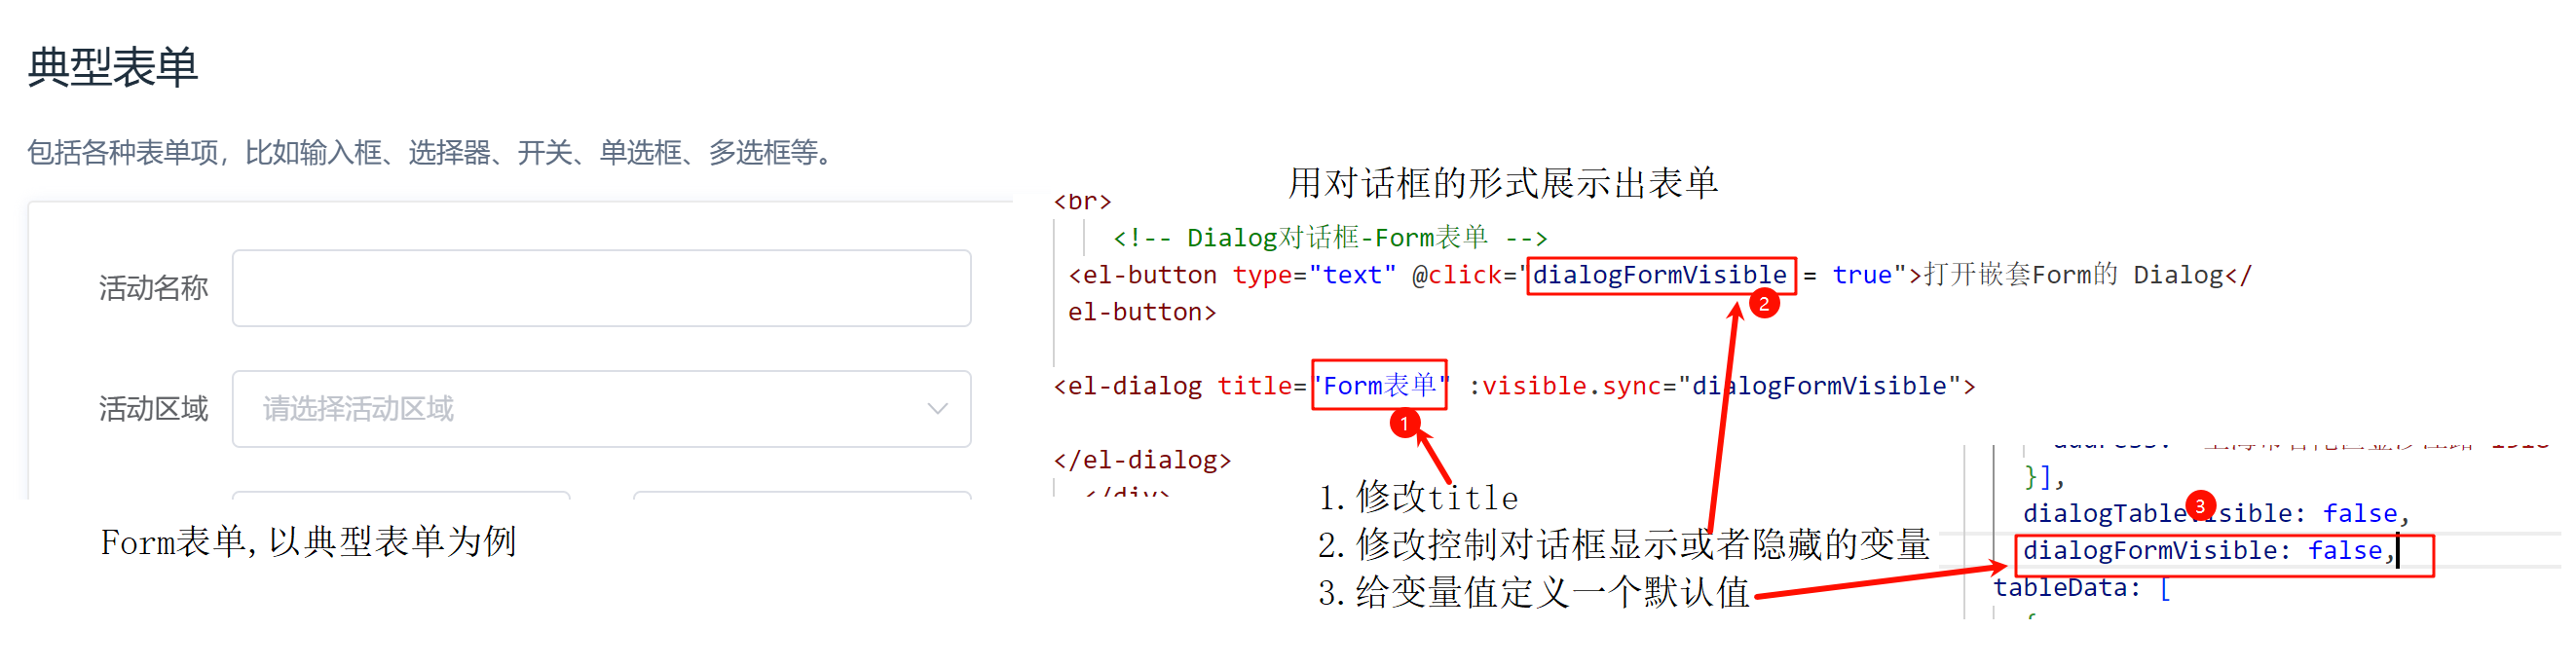 典型表单
包括各种表单项，比如输入框、选择器、开关、单选框、多选框等。
活动名称
活动区域
请选择活动区域
Form表单,以典型表单为例
用对话框的形式展示出表单
<br>
<!-- Dialog对话框-Form表单 -->
<el-button type="text" @click="dialogFormVisible = true">打开嵌套Form的 Dialog</
el-button>
2
<el-dialog title="Form表单" :visible.sync="dialogFormVisible">
1
</el-dialog>
</div>
1.修改title
2.修改控制对话框显示或者隐藏的变量
3.给变量值定义一个默认值
}],
3
dialogTableVisible: false,
dialogFormVisible: false,
tableData: [
{